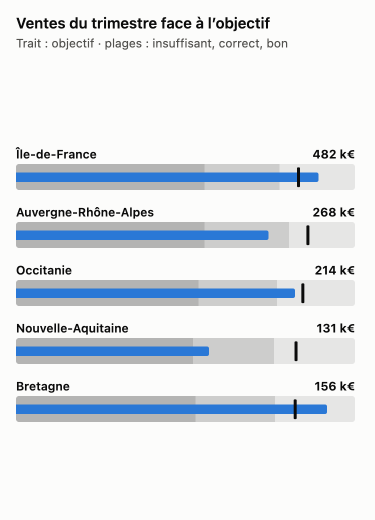 Ventes du trimestre face à l’objectif
Trait : objectif · plages : insuffisant, correct, bon
Île-de-France 482 k€
Auvergne-Rhône-Alpes 268 k€
Occitanie 214 k€
Nouvelle-Aquitaine 131 k€
Bretagne 156 k€